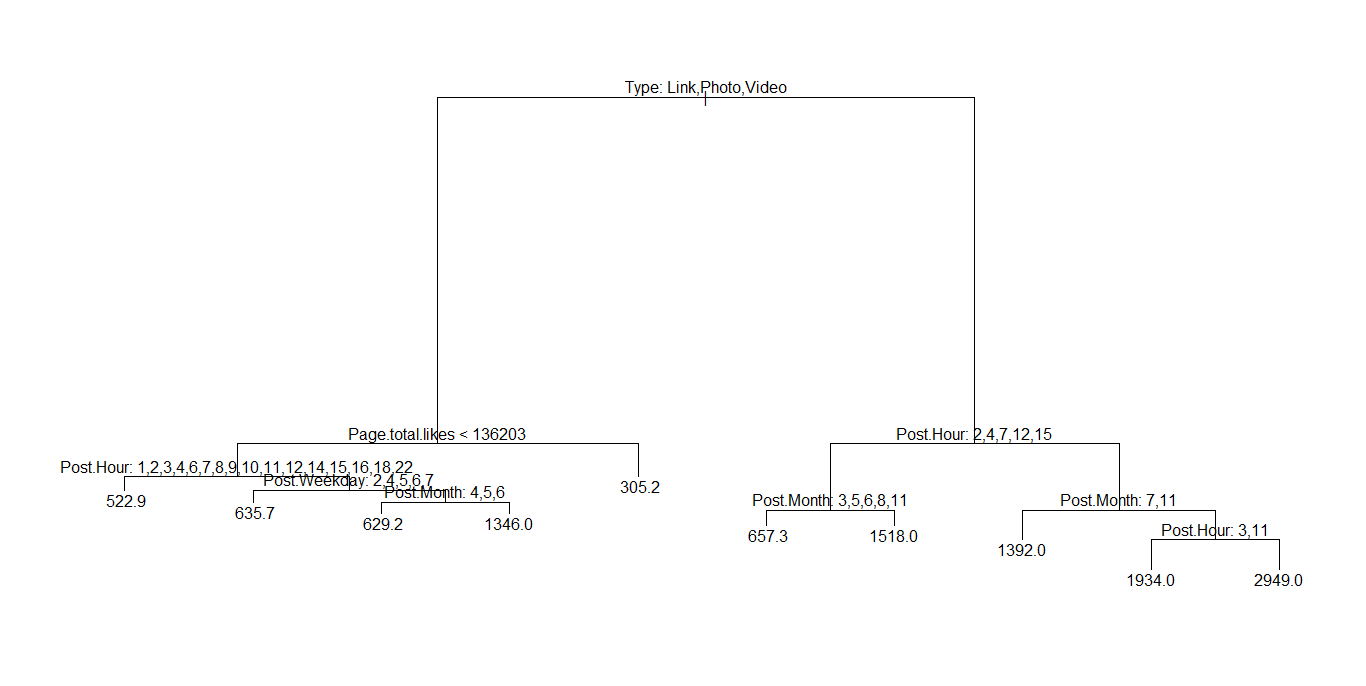 Type: Link,Photo,Video
Page.total.likes < 136203
Post.Hour: 2,4,7,12,15
Post.Hour: 1,2,3,4,6,7,8,9,10,11,12,14,15,16,18,22
Post.Weekday: 2,4,5,6,7
Post.Month: 4,5,6
305.2
522.9
635.7
629.2
1346.0
Post.Month: 3,5,6,8,11
Post.Month: 7,11
657.3
1518.0
1392.0
Post.Hour: 3,11
1934.0
2949.0